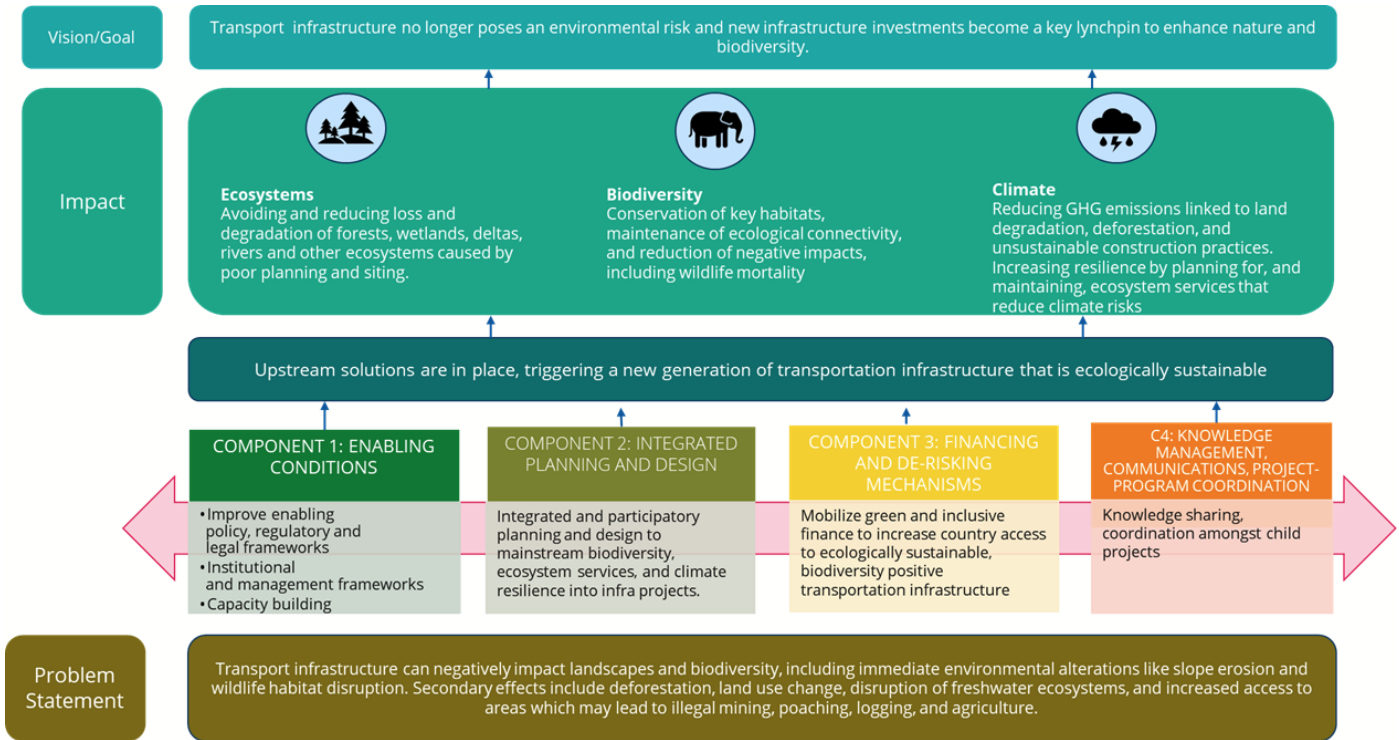 Vision/Goal
Transport infrastructure no longer poses an environmental risk and new infrastructure investments become a key lynchpin to enhance nature and
biodiversity.
Impact
Ecosystems
Avoiding and reducing loss and
degradation of forests, wetlands, deltas,
rivers and other ecosystems caused by
poor planning and siting.
Biodiversity
Conservation of key habitats,
maintenance of ecological connectivity,
and reduction of negative impacts,
including wildlife mortality
Climate
Reducing GHG emissions linked to land
degradation, deforestation, and
unsustainable construction practices.
Increasing resilience by planning for, and
maintaining, ecosystem services that
reduce climate risks
Upstream solutions are in place, triggering a new generation of transportation infrastructure that is ecologically sustainable
COMPONENT 1: ENABLING
CONDITIONS
•Improve enabling
policy, regulatory and
legal frameworks
•Institutional
and management frameworks
•Capacity building
COMPONENT 2: INTEGRATED
PLANNING AND DESIGN
Integrated and participatory
planning and design to
mainstream biodiversity,
ecosystem services, and climate
resilience into infra projects.
COMPONENT 3: FINANCING
AND DE-RISKING
MECHANISMS
Mobilize green and inclusive
finance to increase country access
to ecologically sustainable,
biodiversity positive
transportation infrastructure
C4: KNOWLEDGE
MANAGEMENT,
COMMUNICATIONS, PROJECT-
PROGRAM COORDINATION
Knowledge sharing,
coordination amongst child
projects
Problem
Statement
Transport infrastructure can negatively impact landscapes and biodiversity, including immediate environmental alterations like slope erosion and
wildlife habitat disruption. Secondary effects include deforestation, land use change, disruption of freshwater ecosystems, and increased access to
areas which may lead to illegal mining, poaching, logging, and agriculture.